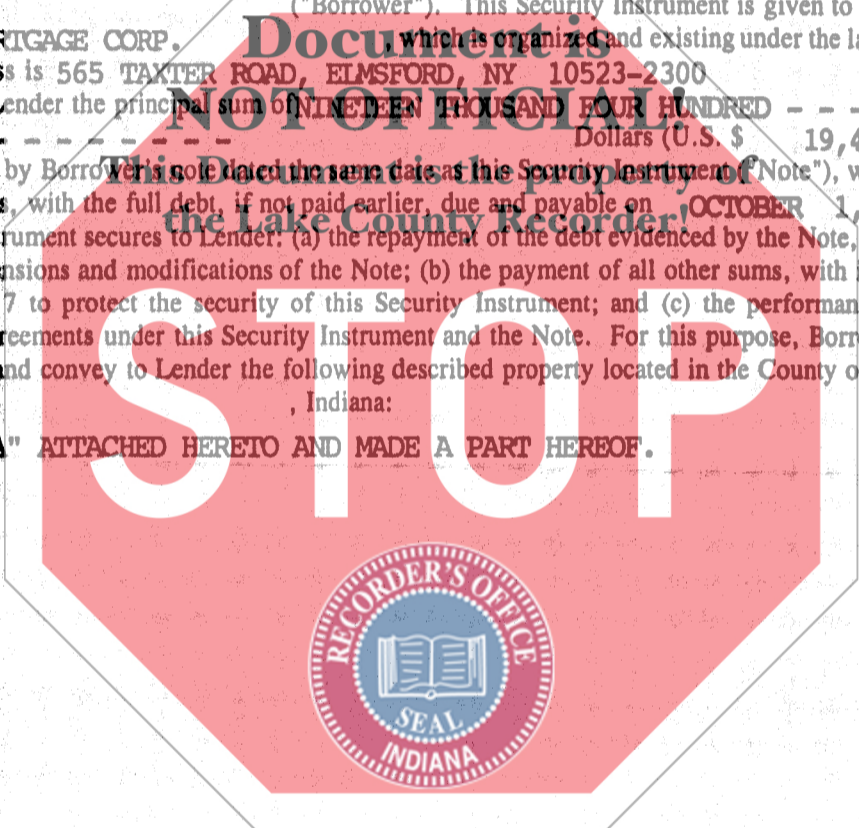 ("Borrower"). This Security Instrument is given to
RTGAGE CORP. , which is organized and existing under the la
s is 565 TAXTER ROAD, ELMSFORD, NY 10523-2300
ender the principal sum of NINETEEN THOUSAND FOUR HUNDRED - - -
- - - - - - - - Dollars (U.S. $ 19,4
by Borrower's note dated the same date as this Security Instrument ("Note"), w
s, with the full debt, if not paid earlier, due and payable on OCTOBER 1,
rument secures to Lender: (a) the repayment of the debt evidenced by the Note,
nsions and modifications of the Note; (b) the payment of all other sums, with
7 to protect the security of this Security Instrument; and (c) the performan
reements under this Security Instrument and the Note. For this purpose, Borr
nd convey to Lender the following described property located in the County o
, Indiana:
" ATTACHED HERETO AND MADE A PART HEREOF.
Document is
NOT OFFICIAL!
This Document is the property of
the Lake County Recorder!
STOP
RECORDER'S OFFICE
SEAL
INDIANA